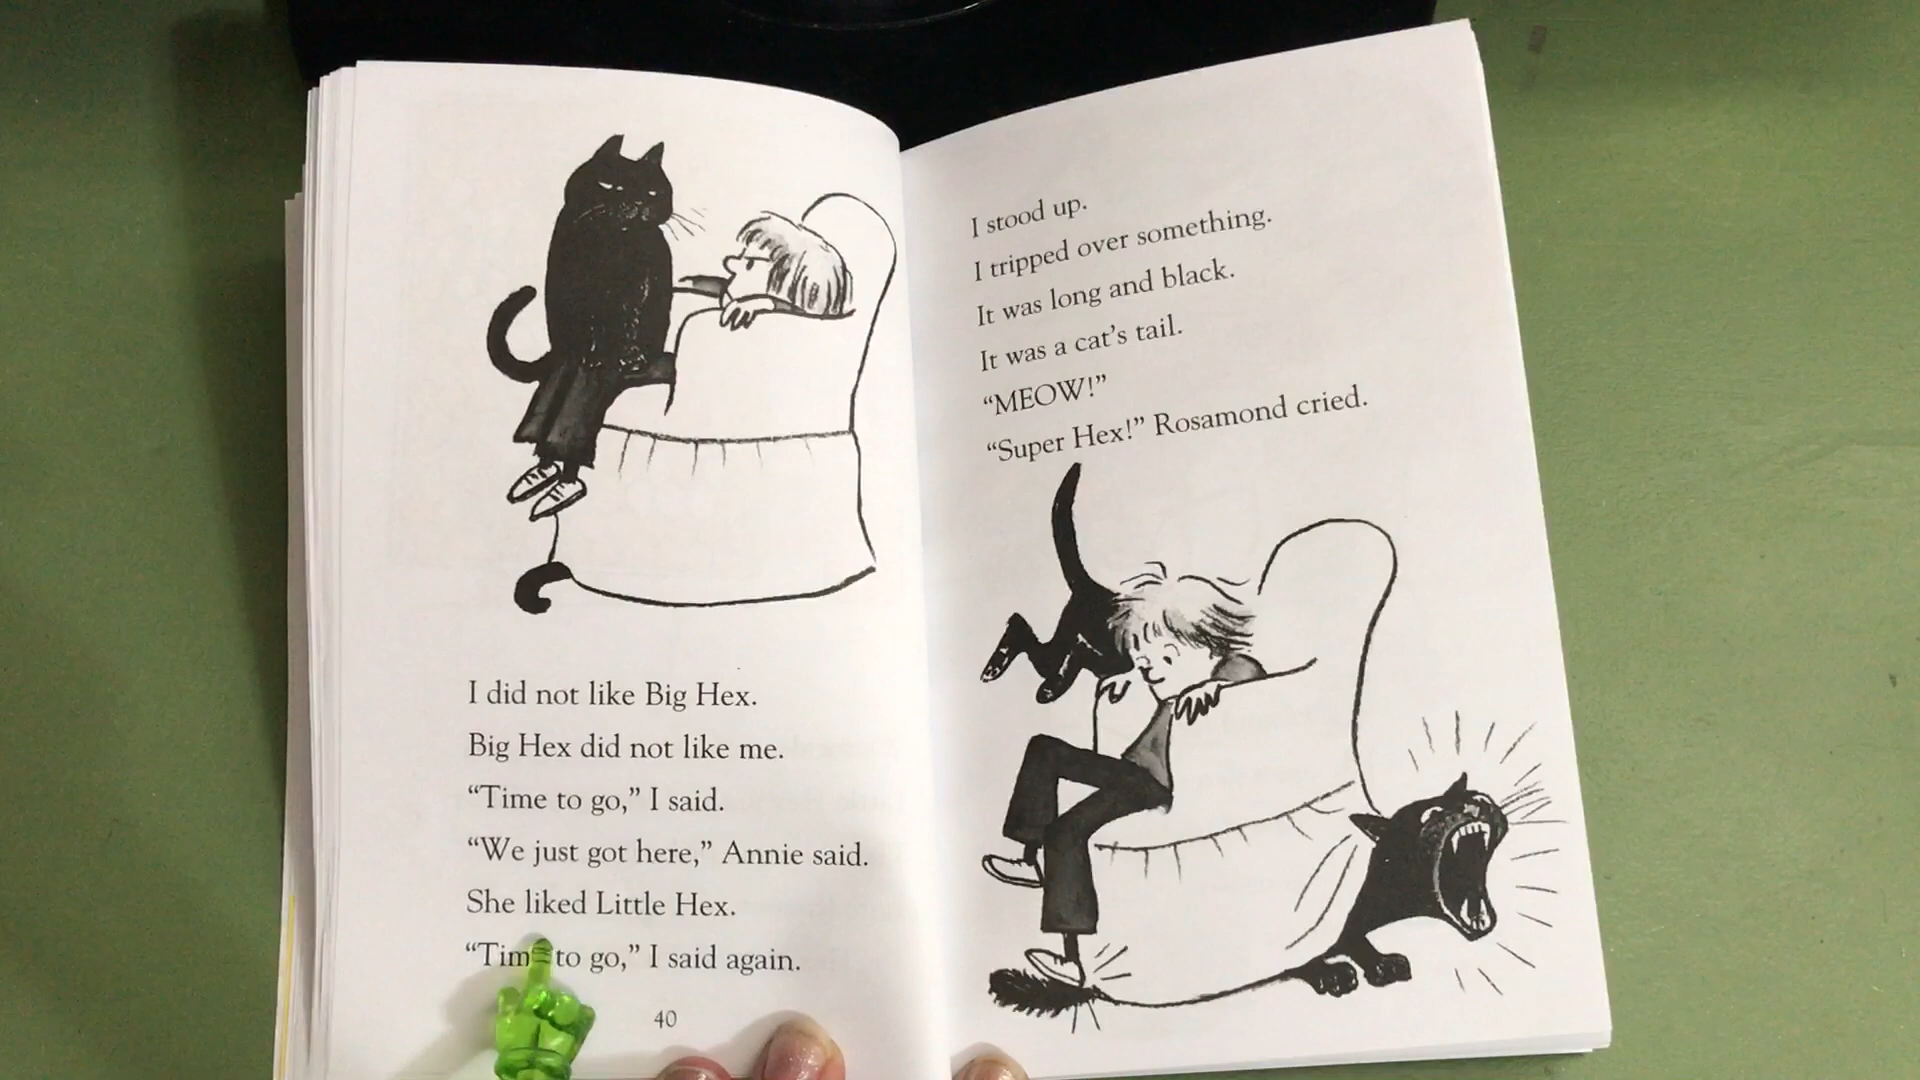 I did not like Big Hex.
Big Hex did not like me.
“Time to go,” I said.
“We just got here,” Annie said.
She liked Little Hex.
“Time to go,” I said again.
40
I stood up.
I tripped over something.
It was long and black.
It was a cat’s tail.
“MEOW!”
“Super Hex!” Rosamond cried.